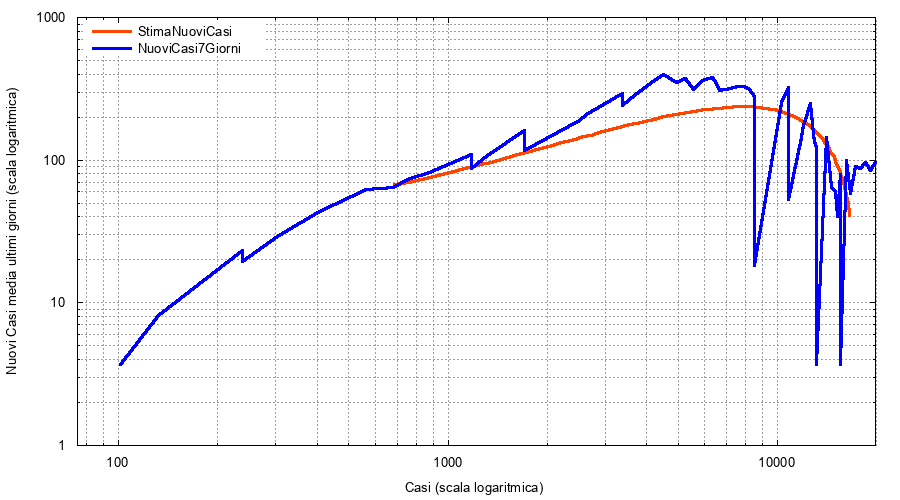 1000
StimaNuoviCasi
NuoviCasi7Giorni
100
10
1
Nuovi Casi media ultimi giorni (scala logaritmica)
100
1000
10000
Casi (scala logaritmica)